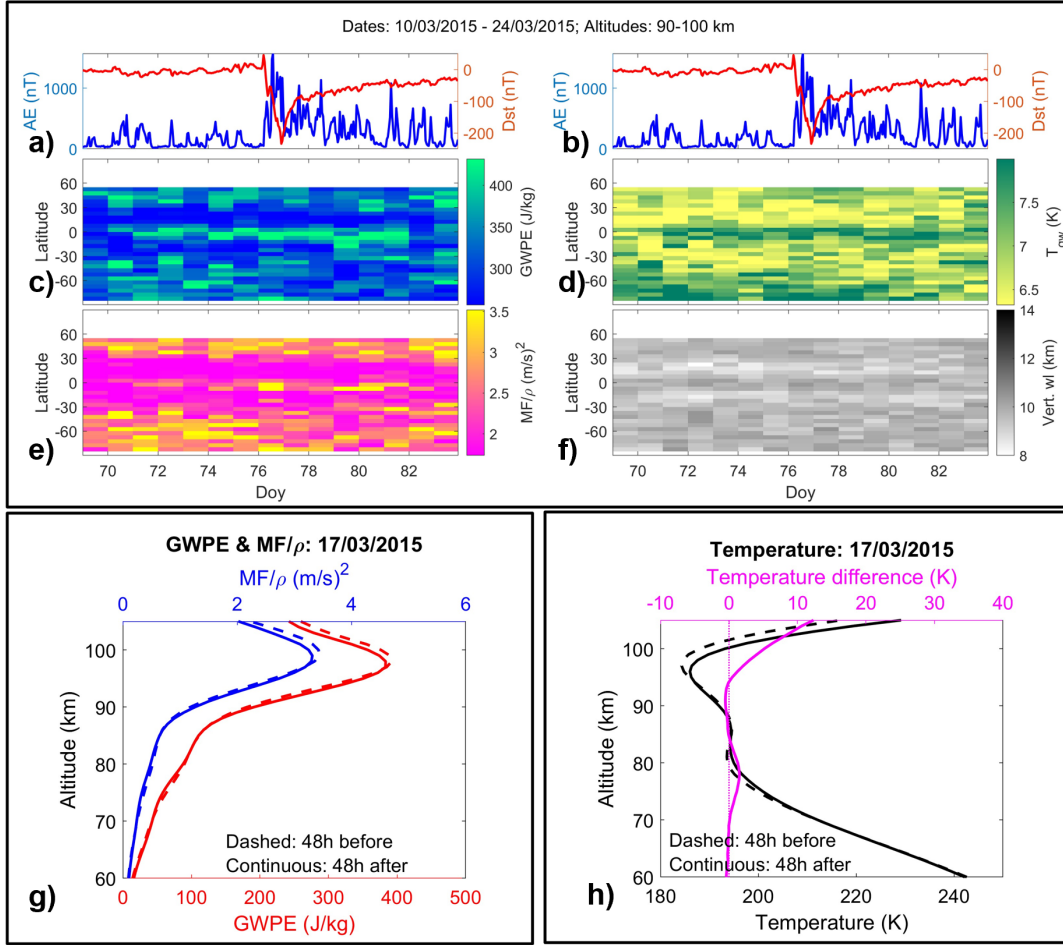 Dates: 10/03/2015 - 24/03/2015; Altitudes: 90-100 km
AE (nT)
1000
0
a)
0
-100
-200
Dst (nT)
AE (nT)
1000
0
b)
0
-100
-200
Dst (nT)
Latitude
60
30
0
-30
-60
c)
400
350
300
GWPE (J/kg)
Latitude
60
30
0
-30
-60
d)
7.5
7
6.5
T_gw (K)
Latitude
60
30
0
-30
-60
e)
3.5
3
2.5
2
MF/ρ (m/s)²
70 72 74 76 78 80 82
Doy
Latitude
60
30
0
-30
-60
f)
14
12
10
8
Vert. wl (km)
70 72 74 76 78 80 82
Doy
GWPE & MF/ρ: 17/03/2015
MF/ρ (m/s)²
0 2 4 6
Altitude (km)
100
90
80
70
60
Dashed: 48h before
Continuous: 48h after
g)
0 100 200 300 400 500
GWPE (J/kg)
Temperature: 17/03/2015
Temperature difference (K)
-10 0 10 20 30 40
Altitude (km)
100
90
80
70
60
Dashed: 48h before
Continuous: 48h after
h)
180 200 220 240
Temperature (K)